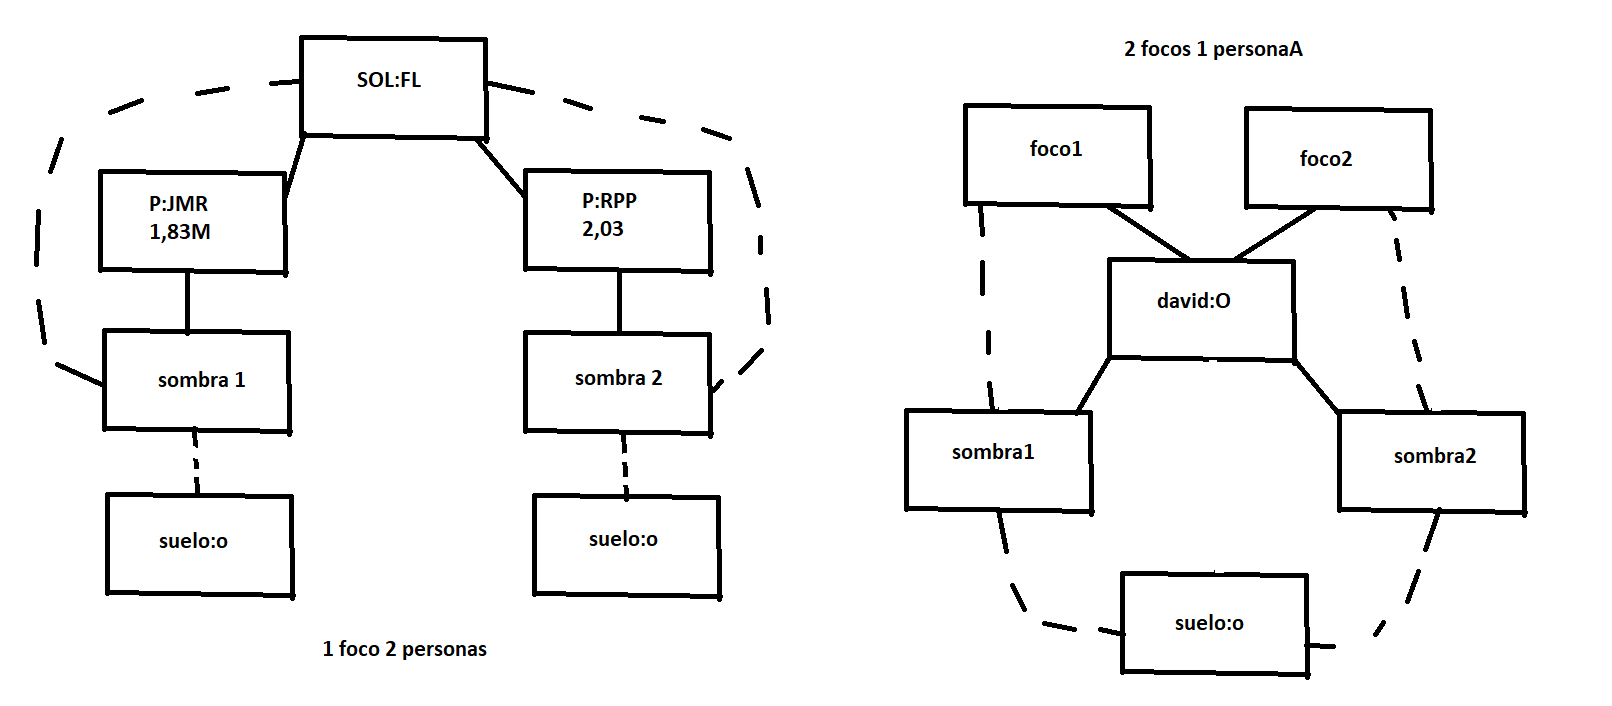 SOL:FL
P:JMR
1,83M
P:RPP
2,03
sombra 1
sombra 2
suelo:o
suelo:o
1 foco 2 personas
2 focos 1 personaA
foco1
foco2
david:O
sombra1
sombra2
suelo:o